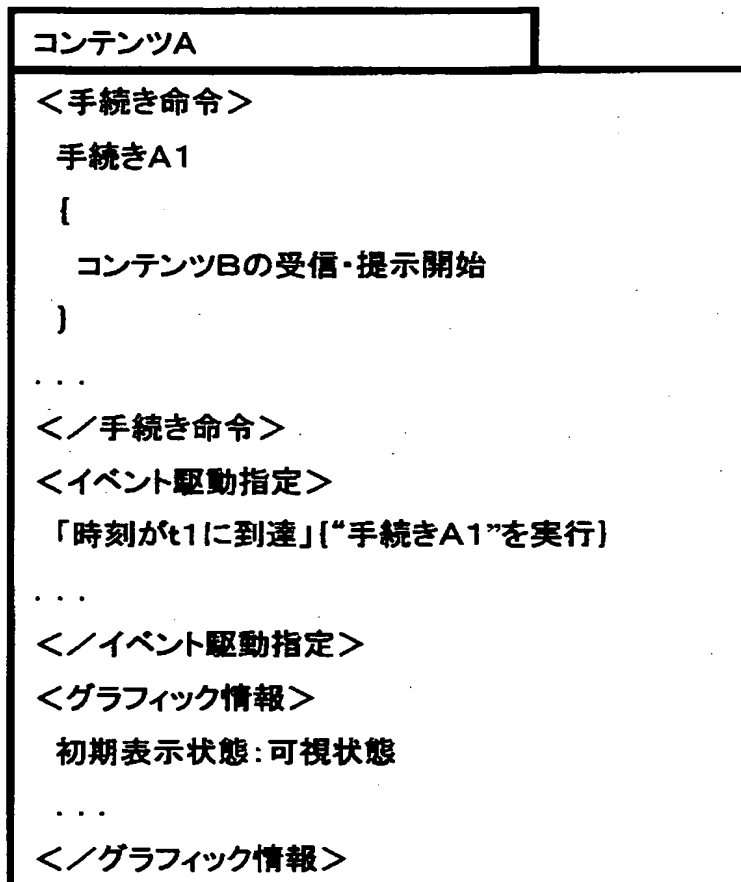 コンテンツA
＜手続き命令＞
手続きA1
{
コンテンツBの受信・提示開始
}
. . .
＜／手続き命令＞
＜イベント駆動指定＞
「時刻がt1に到達」{“手続きA1”を実行}
. . .
＜／イベント駆動指定＞
＜グラフィック情報＞
初期表示状態:可視状態
. . .
＜／グラフィック情報＞